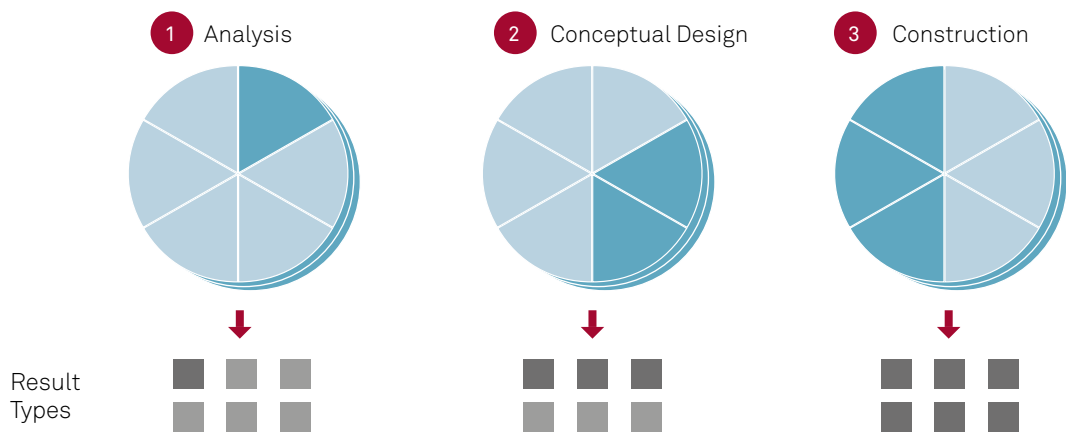 1 Analysis
2 Conceptual Design
3 Construction
Result
Types